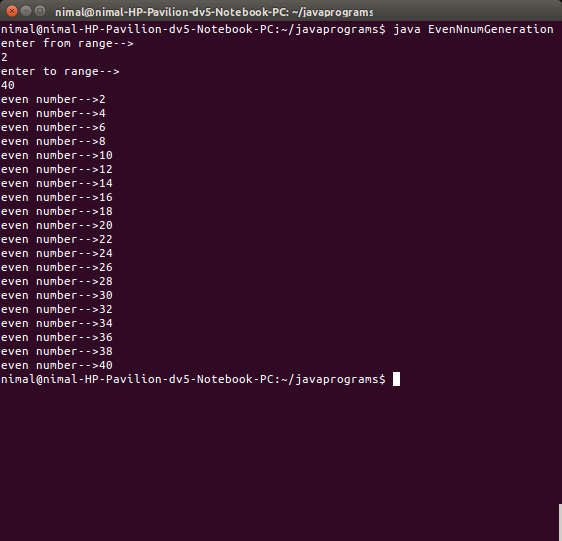 nimal@nimal-HP-Pavilion-dv5-Notebook-PC: ~/javaprograms
nimal@nimal-HP-Pavilion-dv5-Notebook-PC:~/javaprograms$ java EvenNnumGeneration
enter from range-->
2
enter to range-->
40
even number-->2
even number-->4
even number-->6
even number-->8
even number-->10
even number-->12
even number-->14
even number-->16
even number-->18
even number-->20
even number-->22
even number-->24
even number-->26
even number-->28
even number-->30
even number-->32
even number-->34
even number-->36
even number-->38
even number-->40
nimal@nimal-HP-Pavilion-dv5-Notebook-PC:~/javaprograms$